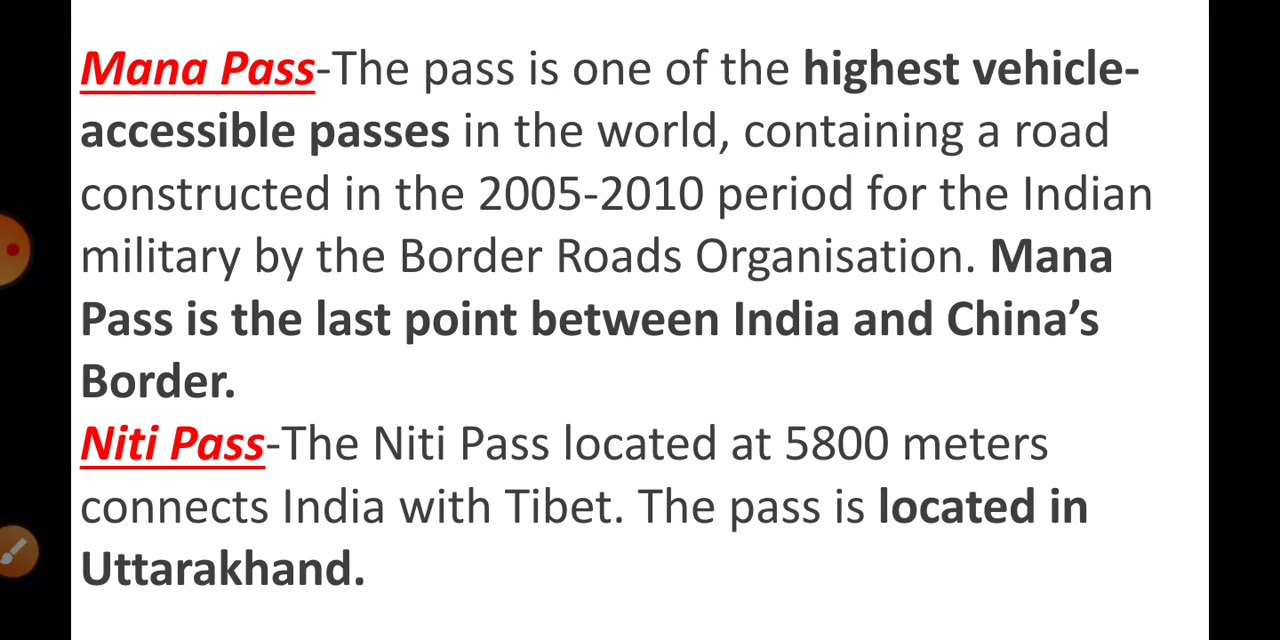 Mana Pass-The pass is one of the highest vehicle-
accessible passes in the world, containing a road
constructed in the 2005-2010 period for the Indian
military by the Border Roads Organisation. Mana
Pass is the last point between India and China’s
Border.
Niti Pass-The Niti Pass located at 5800 meters
connects India with Tibet. The pass is located in
Uttarakhand.